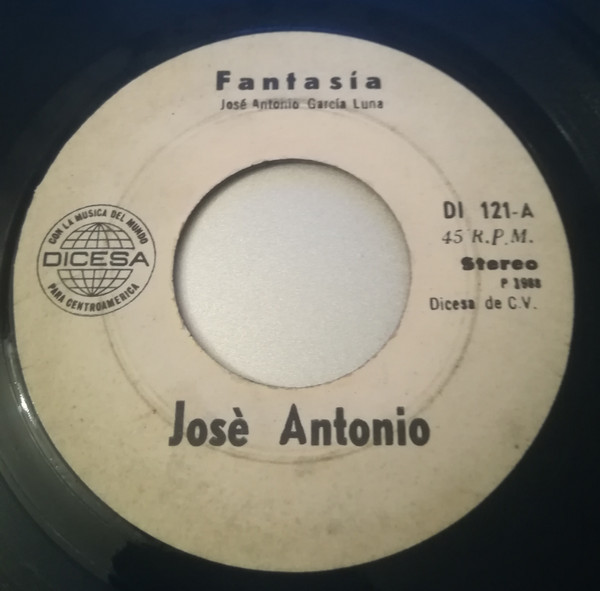 Fantasía
José Antonio García Luna
DI 121-A
45 R.P.M.
Stereo
P 1988
Dicesa de C.V.
CON LA MUSICA DEL MUNDO
DICESA
PARA CENTROAMERICA
Josè Antonio